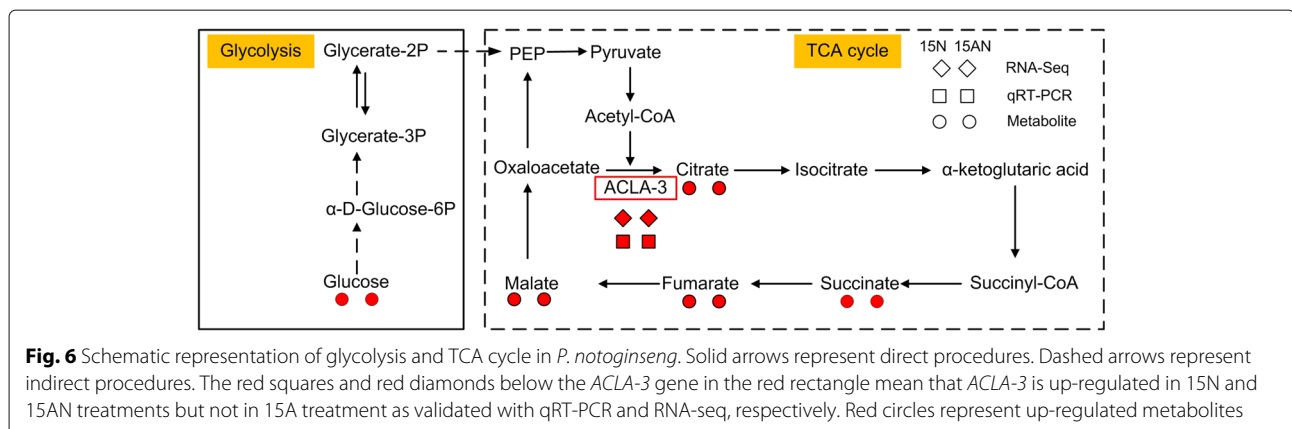 Glycolysis Glycerate-2P PEP Pyruvate TCA cycle 15N 15AN
RNA-Seq
qRT-PCR
Acetyl-CoA Metabolite
Glycerate-3P
Oxaloacetate Citrate Isocitrate α-ketoglutaric acid
ACLA-3
α-D-Glucose-6P
Glucose Malate Fumarate Succinate Succinyl-CoA
Fig. 6 Schematic representation of glycolysis and TCA cycle in P. notoginseng. Solid arrows represent direct procedures. Dashed arrows represent
indirect procedures. The red squares and red diamonds below the ACLA-3 gene in the red rectangle mean that ACLA-3 is up-regulated in 15N and
15AN treatments but not in 15A treatment as validated with qRT-PCR and RNA-seq, respectively. Red circles represent up-regulated metabolites